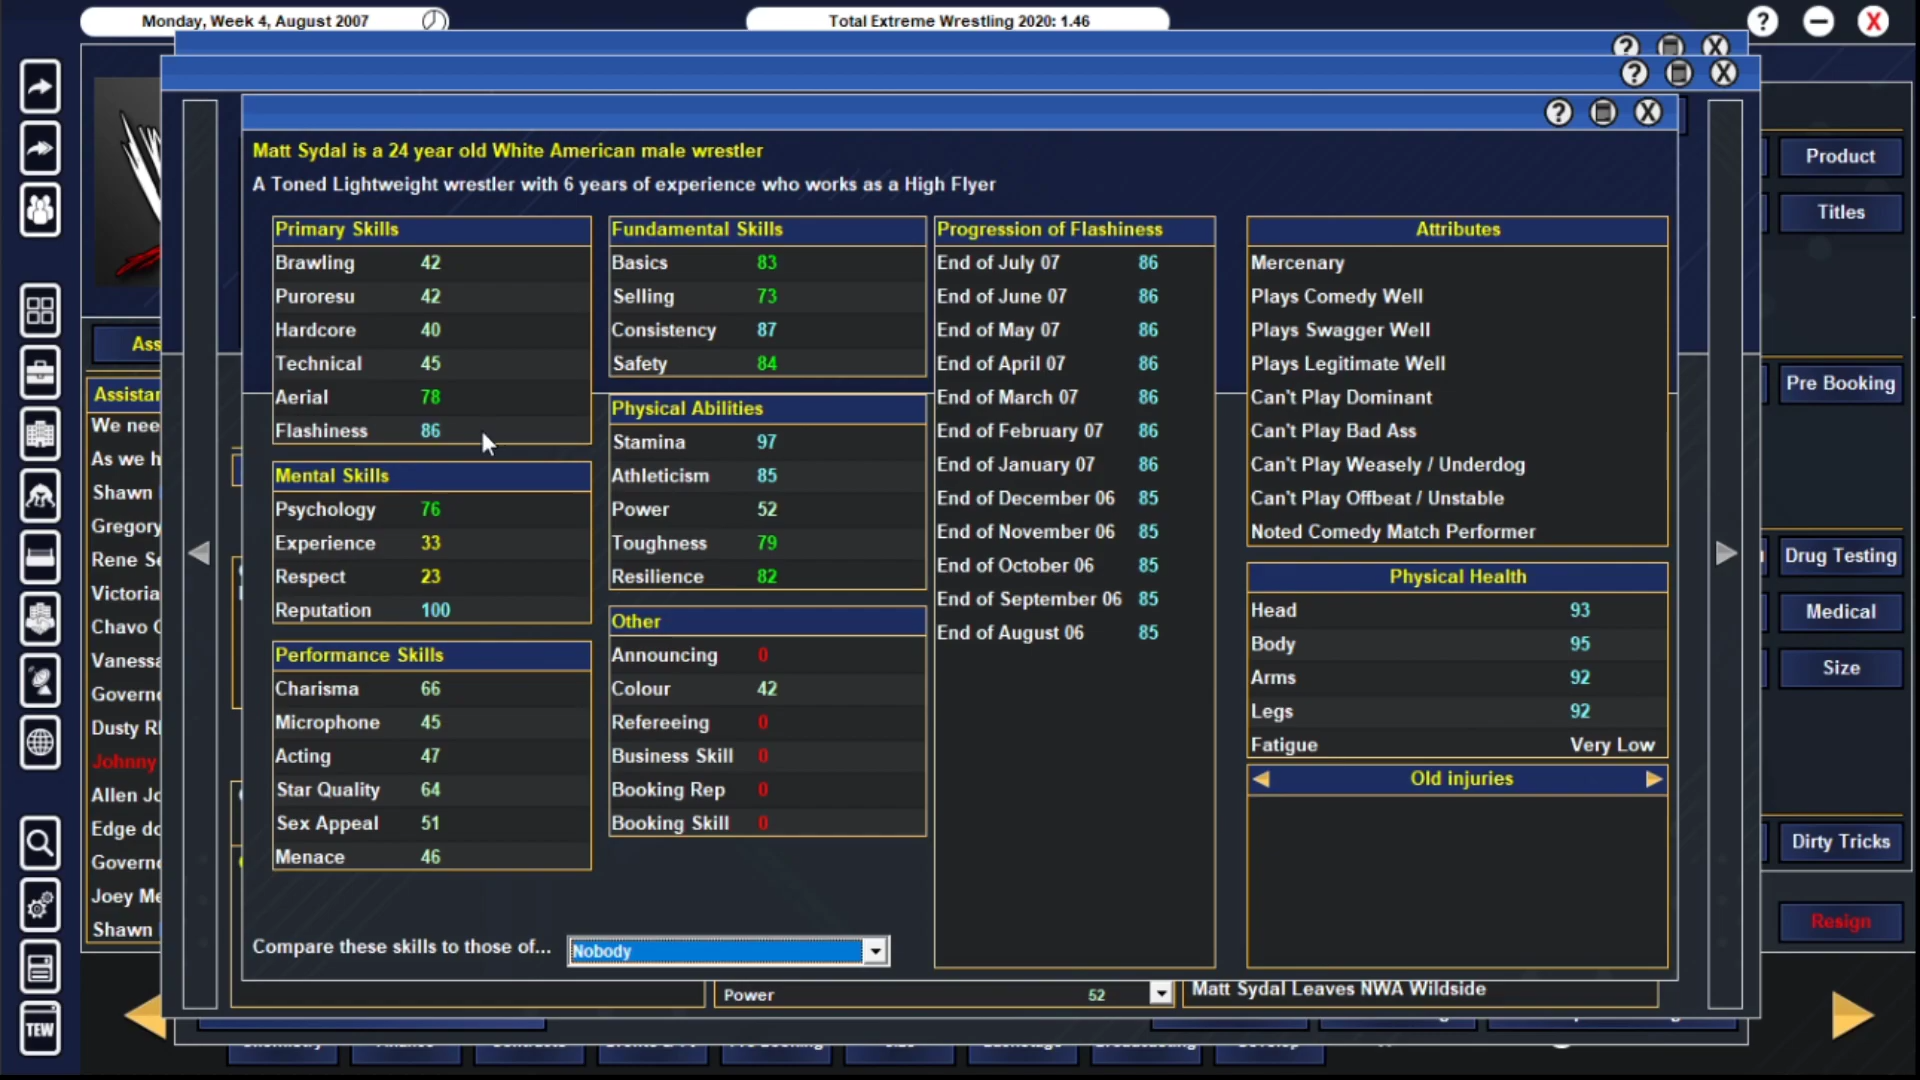 Monday, Week 4, August 2007
Total Extreme Wrestling 2020: 1.46
Matt Sydal is a 24 year old White American male wrestler
A Toned Lightweight wrestler with 6 years of experience who works as a High Flyer
Primary Skills
Brawling 42
Puroresu 42
Hardcore 40
Technical 45
Aerial 78
Flashiness 86
Mental Skills
Psychology 76
Experience 33
Respect 23
Reputation 100
Performance Skills
Charisma 66
Microphone 45
Acting 47
Star Quality 64
Sex Appeal 51
Menace 46
Fundamental Skills
Basics 83
Selling 73
Consistency 87
Safety 84
Physical Abilities
Stamina 97
Athleticism 85
Power 52
Toughness 79
Resilience 82
Other
Announcing 0
Colour 42
Refereeing 0
Business Skill 0
Booking Rep 0
Booking Skill 0
Progression of Flashiness
End of July 07 86
End of June 07 86
End of May 07 86
End of April 07 86
End of March 07 86
End of February 07 86
End of January 07 86
End of December 06 85
End of November 06 85
End of October 06 85
End of September 06 85
End of August 06 85
Attributes
Mercenary
Plays Comedy Well
Plays Swagger Well
Plays Legitimate Well
Can't Play Dominant
Can't Play Bad Ass
Can't Play Weasely / Underdog
Can't Play Offbeat / Unstable
Noted Comedy Match Performer
Physical Health
Head 93
Body 95
Arms 92
Legs 92
Fatigue Very Low
Old injuries
Compare these skills to those of... Nobody
Power 52
Matt Sydal Leaves NWA Wildside
Ass
Assistan
We nee
As we h
Shawn
Gregory
Rene Se
Victoria
Chavo
Vanessa
Governo
Dusty
Johnny
Allen Jo
Edge do
Governo
Joey Me
Shawn
Product
Titles
Pre Booking
Drug Testing
Medical
Size
Dirty Tricks
Resign
TEW